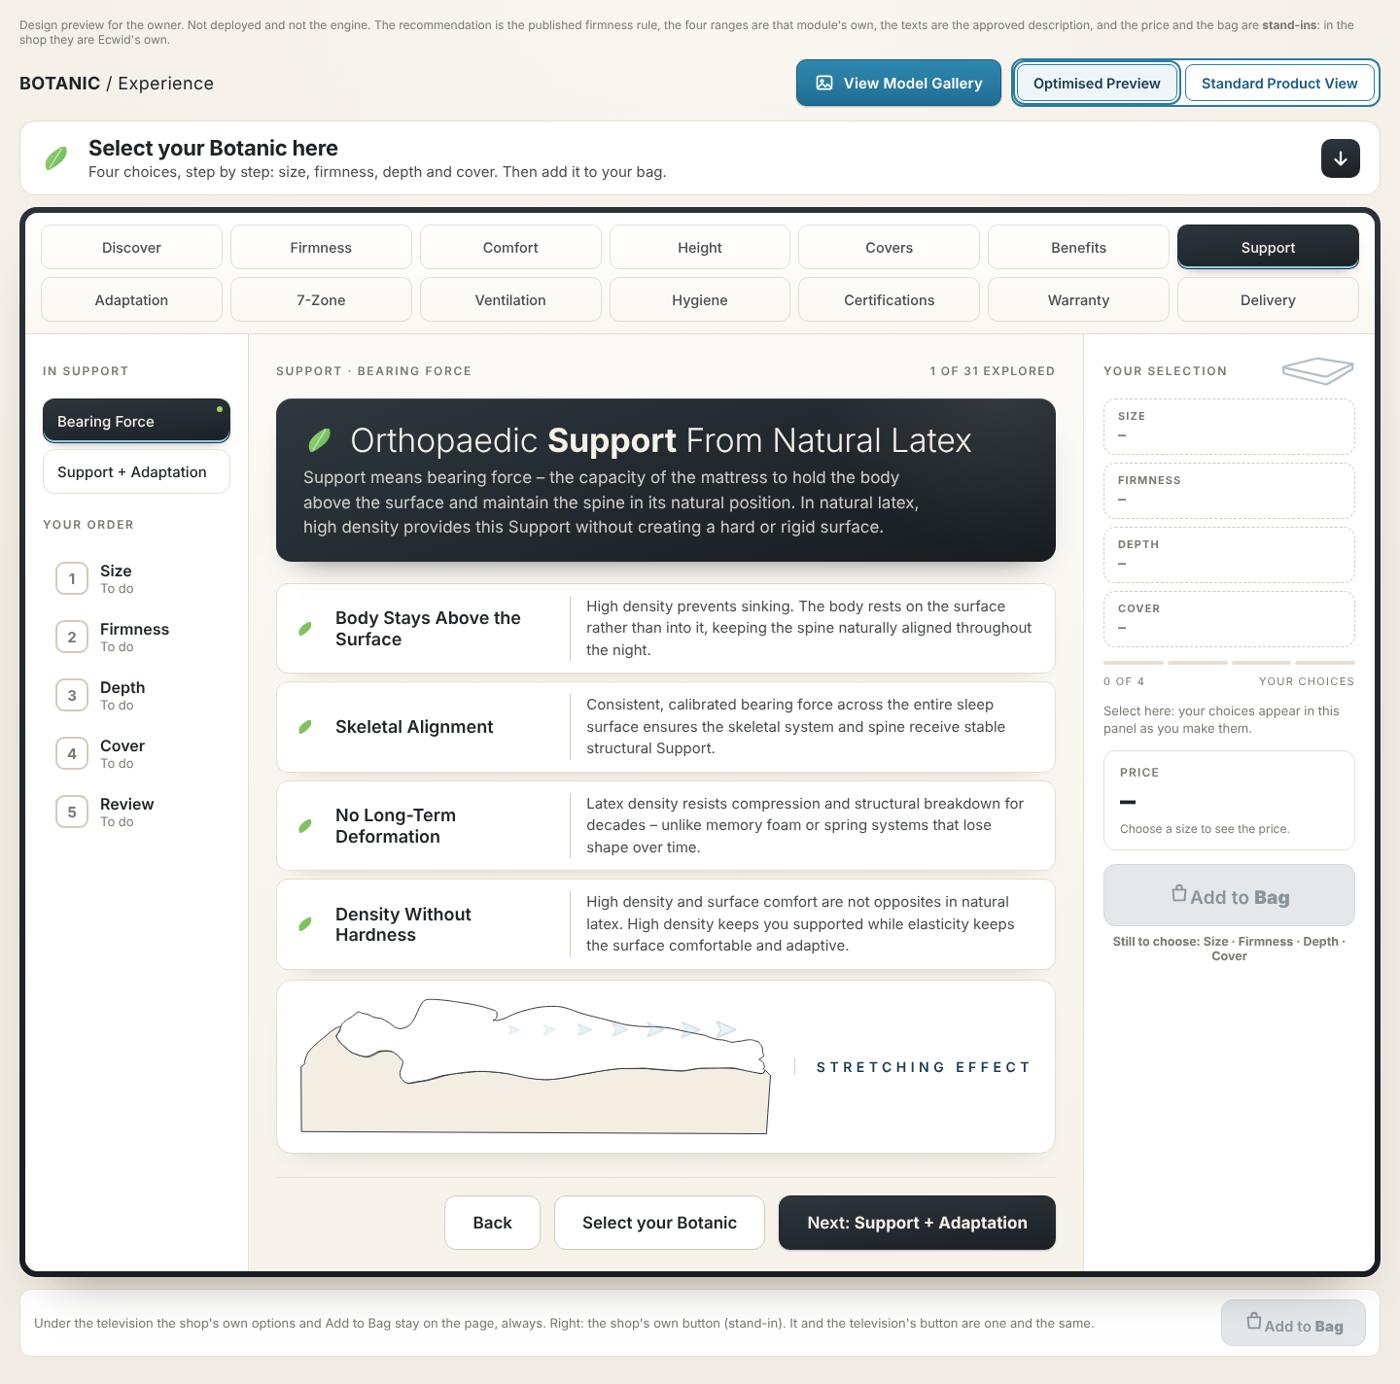 Design preview for the owner. Not deployed and not the engine. The recommendation is the published firmness rule, the four ranges are that module's own, the texts are the approved description, and the price and the bag are stand-ins: in the
shop they are Ecwid's own.
BOTANIC / Experience
View Model Gallery
Optimised Preview
Standard Product View
Select your Botanic here
Four choices, step by step: size, firmness, depth and cover. Then add it to your bag.
Discover
Firmness
Comfort
Height
Covers
Benefits
Support
Adaptation
7-Zone
Ventilation
Hygiene
Certifications
Warranty
Delivery
IN SUPPORT
Bearing Force
Support + Adaptation
YOUR ORDER
1
Size
To do
2
Firmness
To do
3
Depth
To do
4
Cover
To do
5
Review
To do
SUPPORT · BEARING FORCE
1 OF 31 EXPLORED
Orthopaedic Support From Natural Latex
Support means bearing force – the capacity of the mattress to hold the body
above the surface and maintain the spine in its natural position. In natural latex,
high density provides this Support without creating a hard or rigid surface.
Body Stays Above the
Surface
High density prevents sinking. The body rests on the surface
rather than into it, keeping the spine naturally aligned throughout
the night.
Skeletal Alignment
Consistent, calibrated bearing force across the entire sleep
surface ensures the skeletal system and spine receive stable
structural Support.
No Long-Term
Deformation
Latex density resists compression and structural breakdown for
decades – unlike memory foam or spring systems that lose
shape over time.
Density Without
Hardness
High density and surface comfort are not opposites in natural
latex. High density keeps you supported while elasticity keeps
the surface comfortable and adaptive.
STRETCHING EFFECT
Back
Select your Botanic
Next: Support + Adaptation
YOUR SELECTION
SIZE
–
FIRMNESS
–
DEPTH
–
COVER
–
0 OF 4
YOUR CHOICES
Select here: your choices appear in this
panel as you make them.
PRICE
–
Choose a size to see the price.
Add to Bag
Still to choose: Size · Firmness · Depth ·
Cover
Under the television the shop's own options and Add to Bag stay on the page, always. Right: the shop's own button (stand-in). It and the television's button are one and the same.
Add to Bag